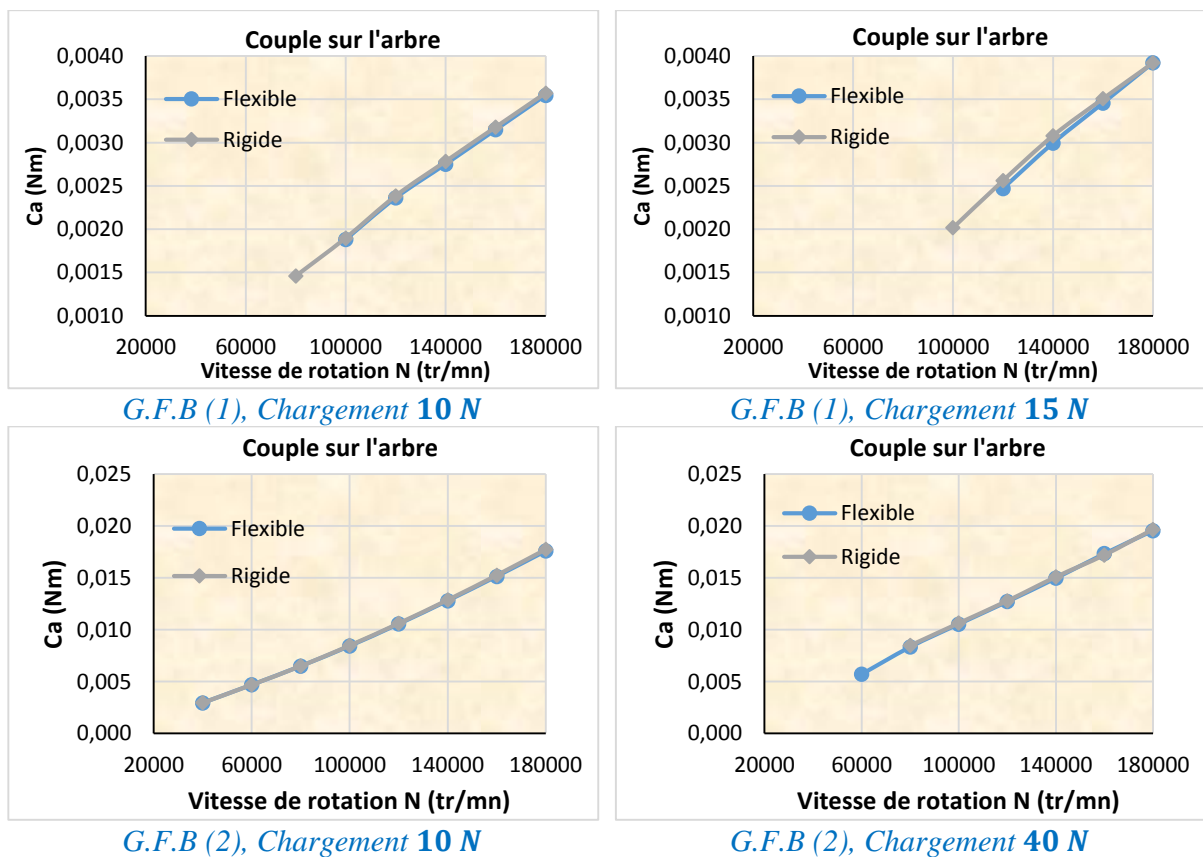 Couple sur l'arbre
0,0040
0,0035
0,0030
0,0025
0,0020
0,0015
0,0010
Ca (Nm)
Flexible
Rigide
20000 60000 100000 140000 180000
Vitesse de rotation N (tr/mn)
G.F.B (1), Chargement 10 N
Couple sur l'arbre
0,0040
0,0035
0,0030
0,0025
0,0020
0,0015
0,0010
Ca (Nm)
Flexible
Rigide
20000 60000 100000 140000 180000
Vitesse de rotation N (tr/mn)
G.F.B (1), Chargement 15 N
Couple sur l'arbre
0,025
0,020
0,015
0,010
0,005
0,000
Ca (Nm)
Flexible
Rigide
20000 60000 100000 140000 180000
Vitesse de rotation N (tr/mn)
G.F.B (2), Chargement 10 N
Couple sur l'arbre
0,025
0,020
0,015
0,010
0,005
0,000
Ca (Nm)
Flexible
Rigide
20000 60000 100000 140000 180000
Vitesse de rotation N (tr/mn)
G.F.B (2), Chargement 40 N